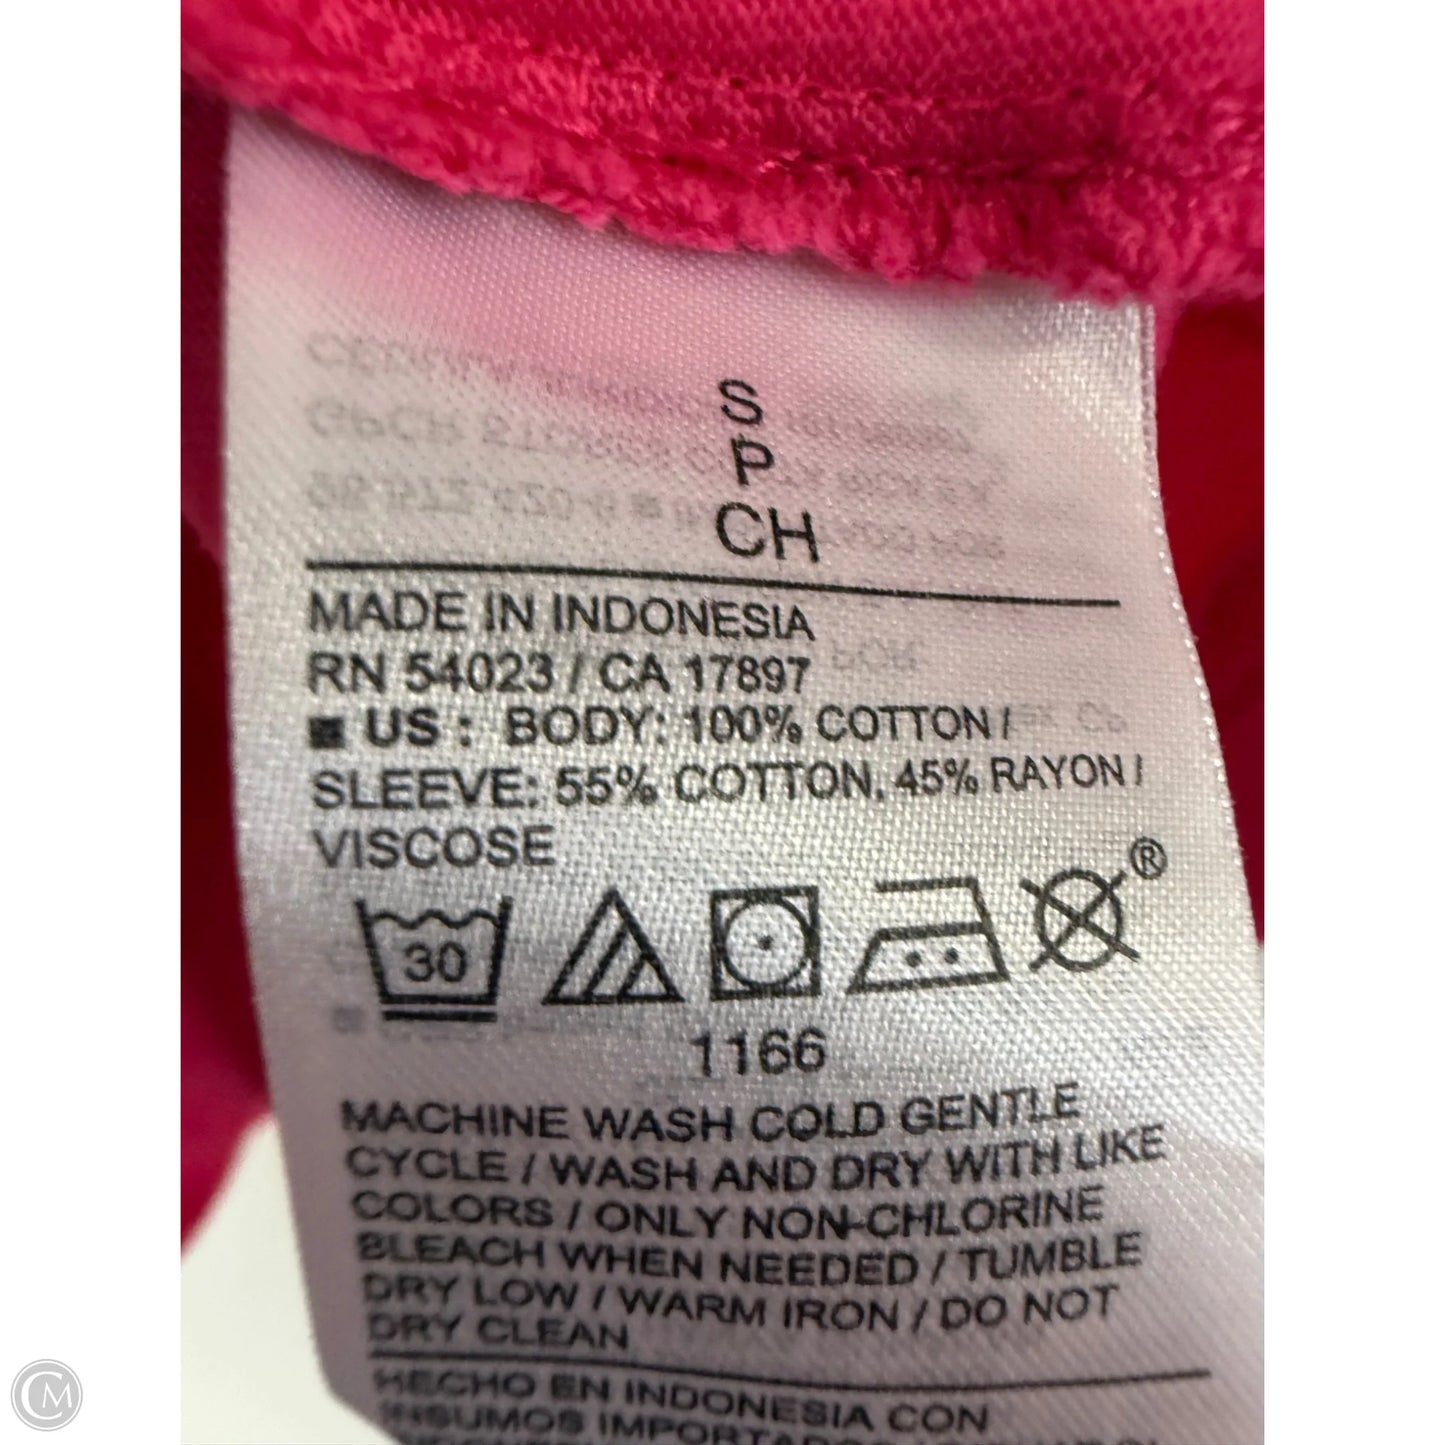 S
P
CH
MADE IN INDONESIA
RN 54023 / CA 17897
■ US : BODY: 100% COTTON /
SLEEVE: 55% COTTON, 45% RAYON /
VISCOSE
®
30
1166
MACHINE WASH COLD GENTLE
CYCLE / WASH AND DRY WITH LIKE
COLORS / ONLY NON-CHLORINE
BLEACH WHEN NEEDED / TUMBLE
DRY LOW / WARM IRON / DO NOT
DRY CLEAN
HECHO EN INDONESIA CON
INSUMOS
CM